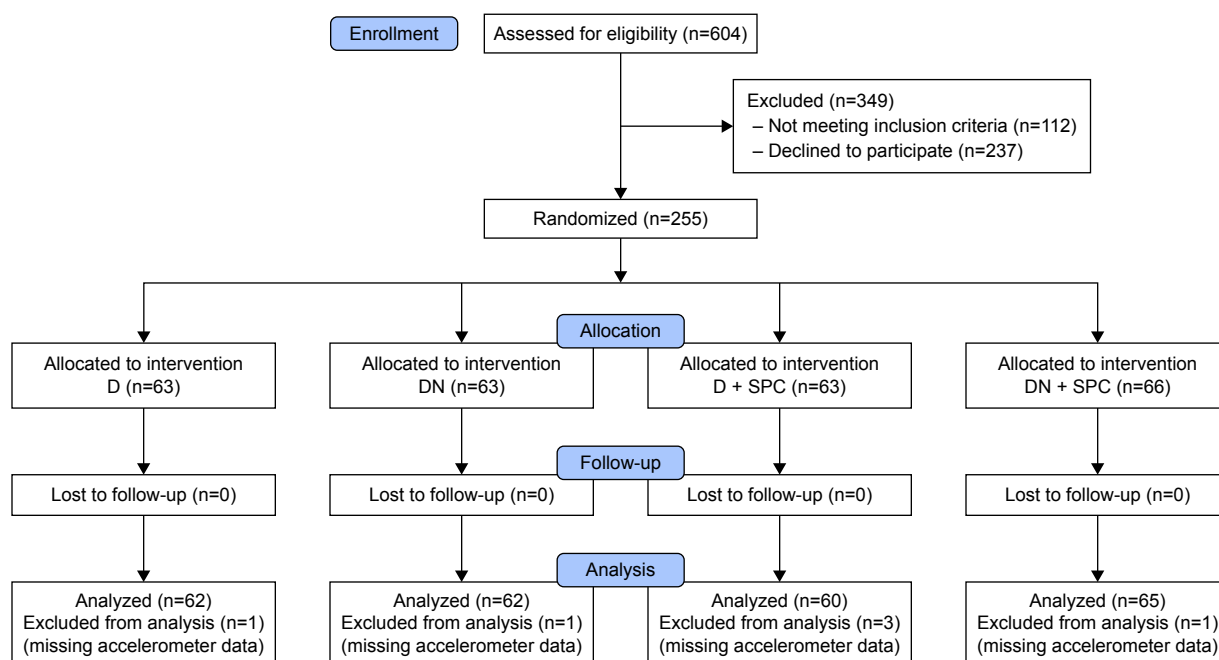 Enrollment
Assessed for eligibility (n=604)
Excluded (n=349)
– Not meeting inclusion criteria (n=112)
– Declined to participate (n=237)
Randomized (n=255)
Allocation
Allocated to intervention
D (n=63)
Allocated to intervention
DN (n=63)
Allocated to intervention
D + SPC (n=63)
Allocated to intervention
DN + SPC (n=66)
Follow-up
Lost to follow-up (n=0)
Lost to follow-up (n=0)
Lost to follow-up (n=0)
Lost to follow-up (n=0)
Analysis
Analyzed (n=62)
Excluded from analysis (n=1)
(missing accelerometer data)
Analyzed (n=62)
Excluded from analysis (n=1)
(missing accelerometer data)
Analyzed (n=60)
Excluded from analysis (n=3)
(missing accelerometer data)
Analyzed (n=65)
Excluded from analysis (n=1)
(missing accelerometer data)